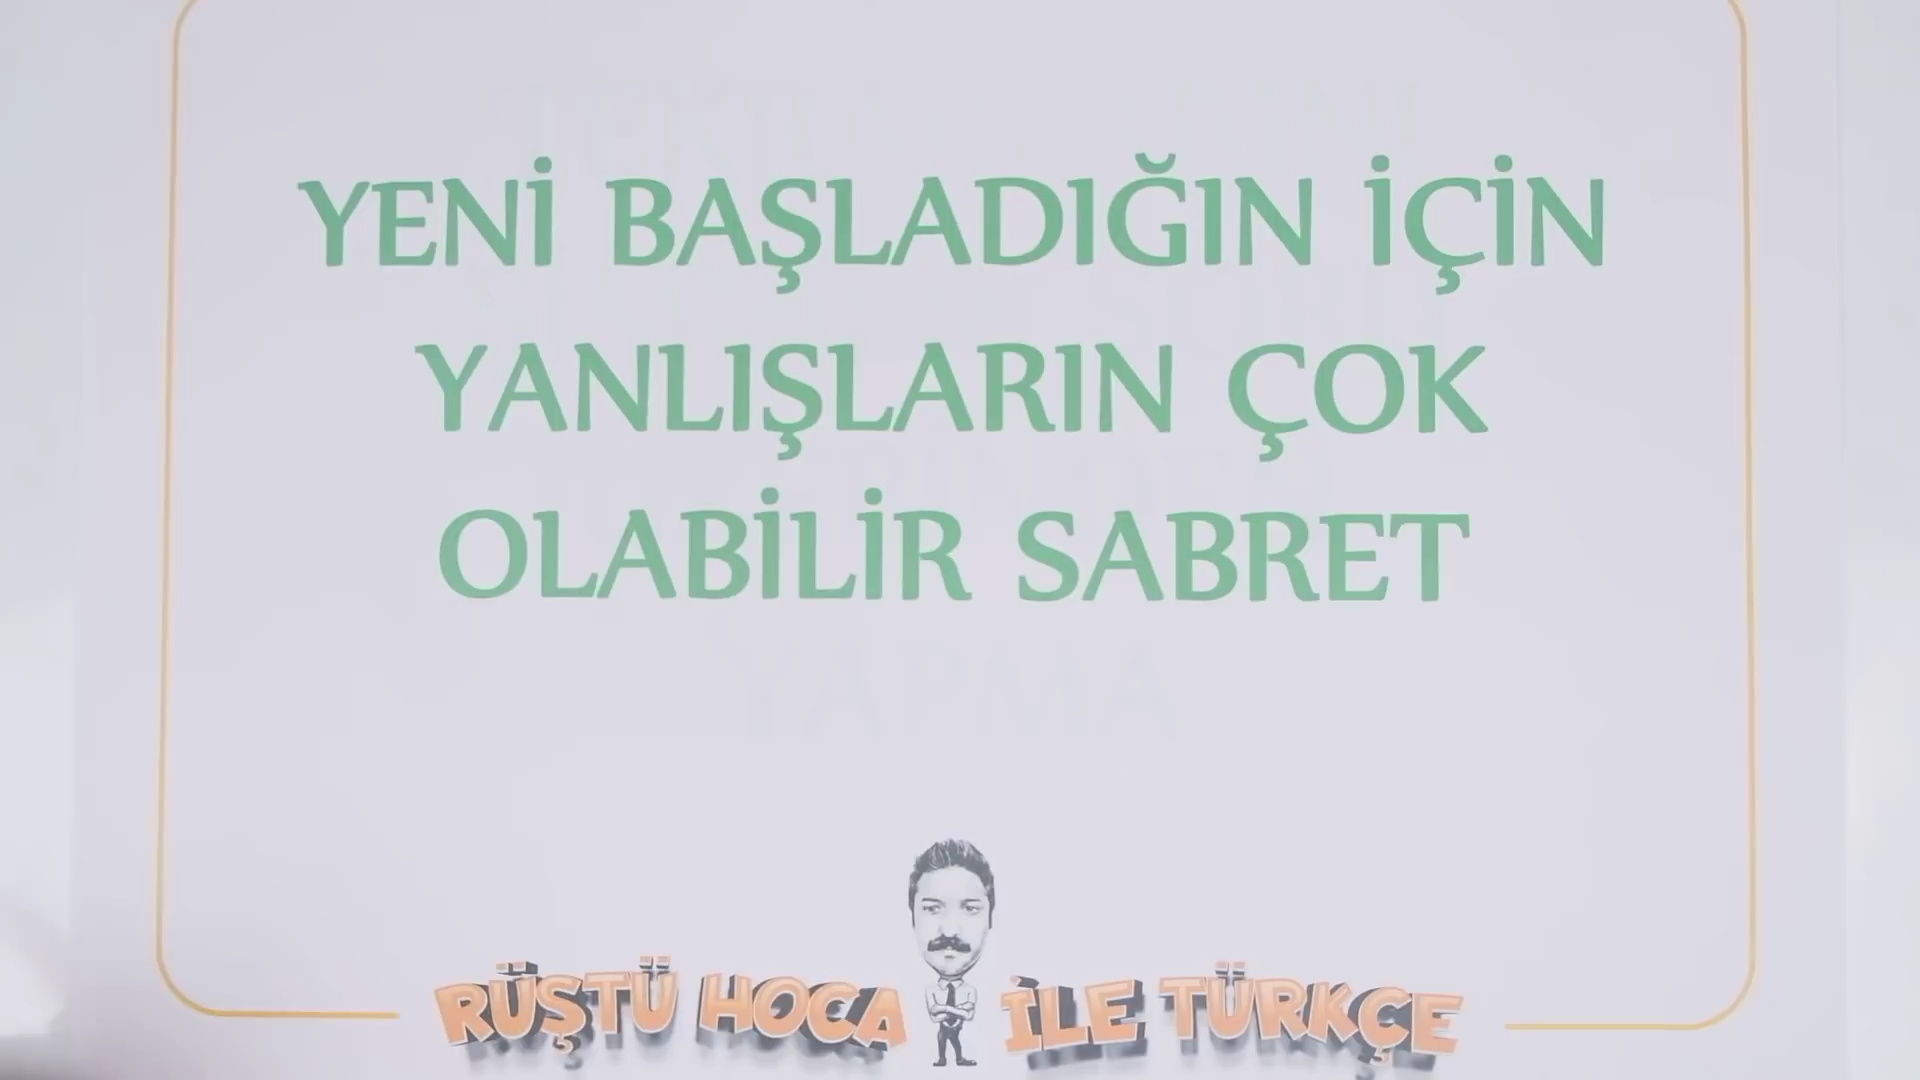 YENİ BAŞLADIĞIN İÇİN
YANLIŞLARIN ÇOK
OLABİLİR SABRET
RÜŞTÜ HOCA İLE TÜRKÇE